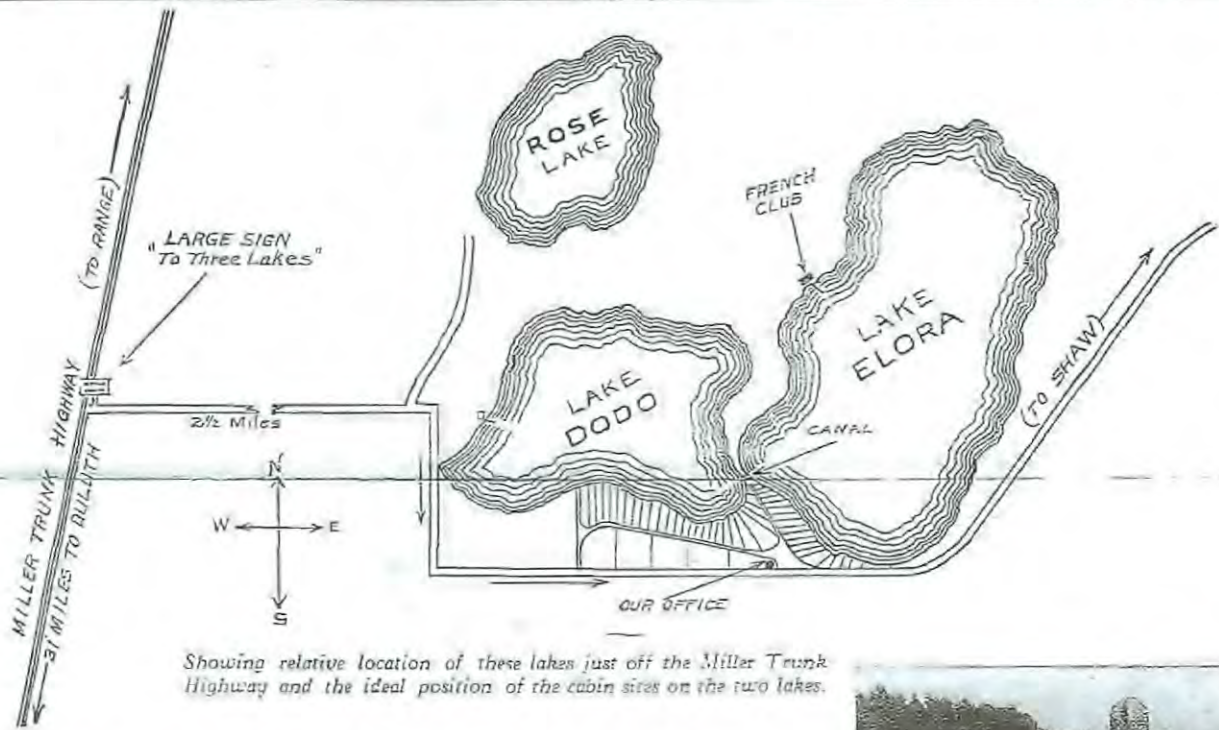 ROSE
LAKE
FRENCH
CLUB
"LARGE SIGN
To Three Lakes"
(TO RANGE)
LAKE
ELORA
LAKE
DODO
(TO SHAW)
MILLER TRUNK HIGHWAY
2½ Miles
CANAL
N
W E
S
31 MILES TO DULUTH
OUR OFFICE
Showing relative location of these lakes just off the Miller Trunk
Highway and the ideal position of the cabin sites on the two lakes.